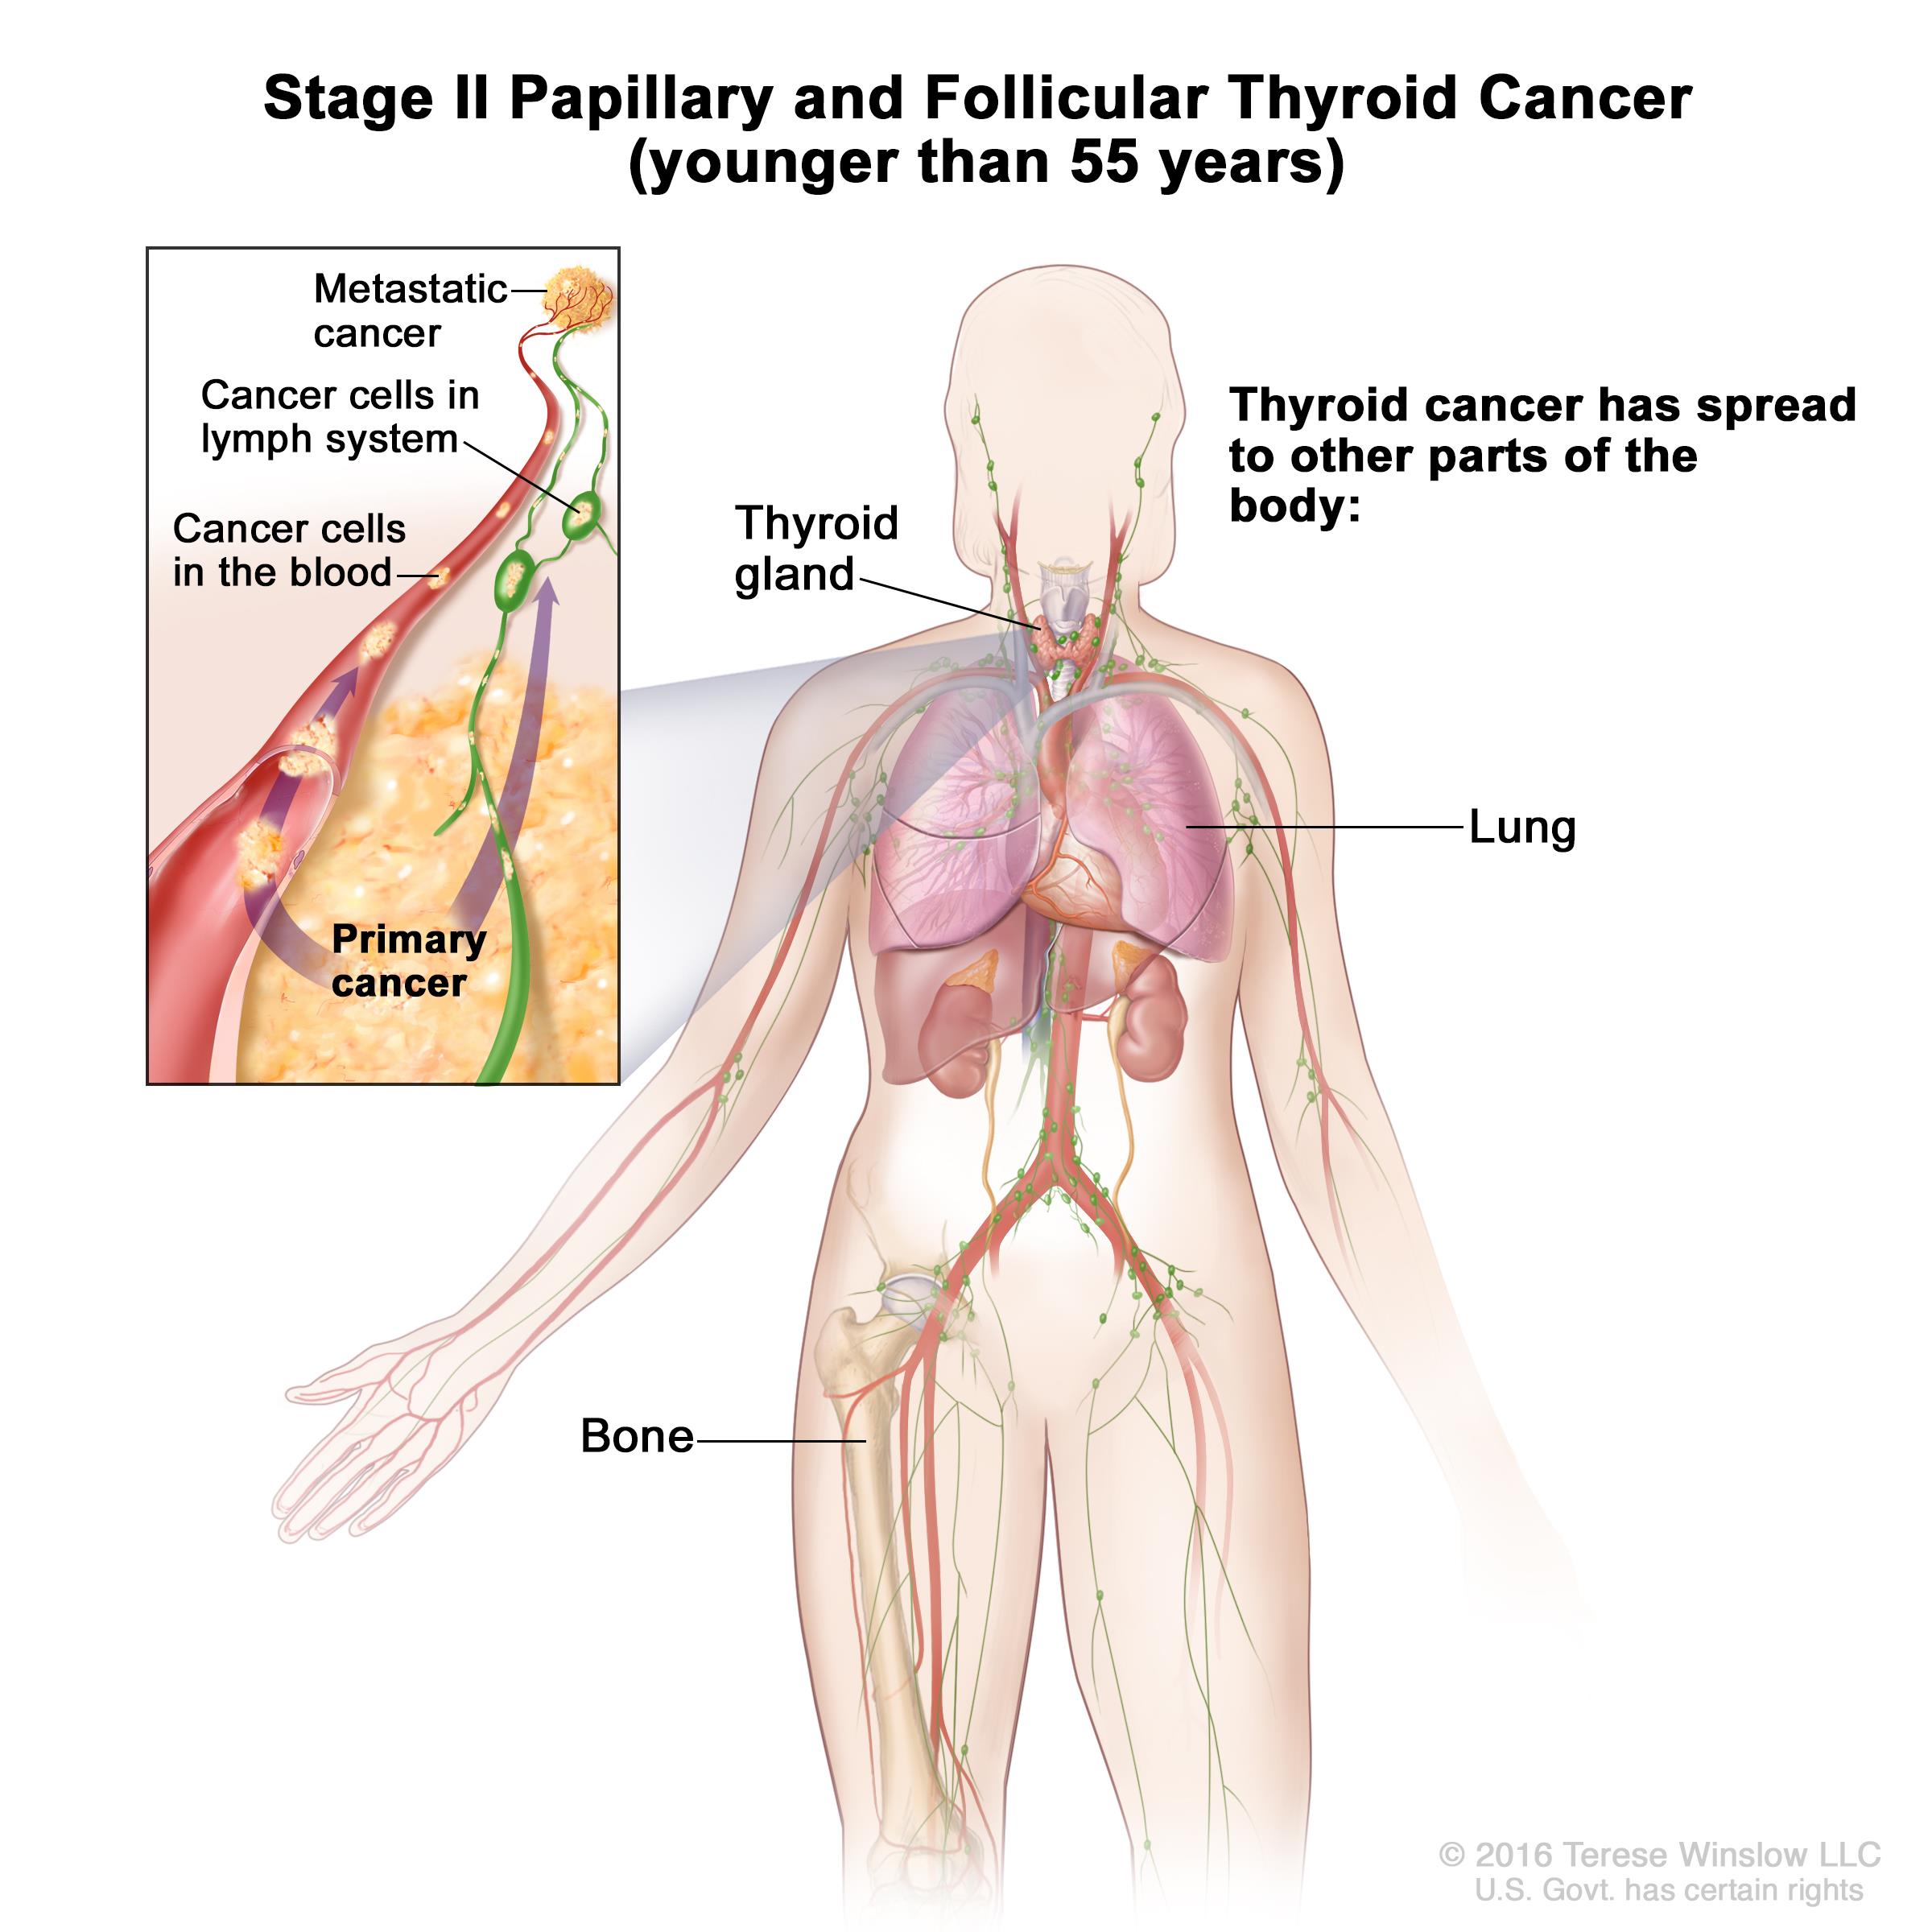 Stage II Papillary and Follicular Thyroid Cancer
(younger than 55 years)
Metastatic
cancer
Cancer cells in
lymph system
Cancer cells
in the blood
Primary
cancer
Thyroid
gland
Thyroid cancer has spread
to other parts of the
body:
Lung
Bone
© 2016 Terese Winslow LLC
U.S. Govt. has certain rights